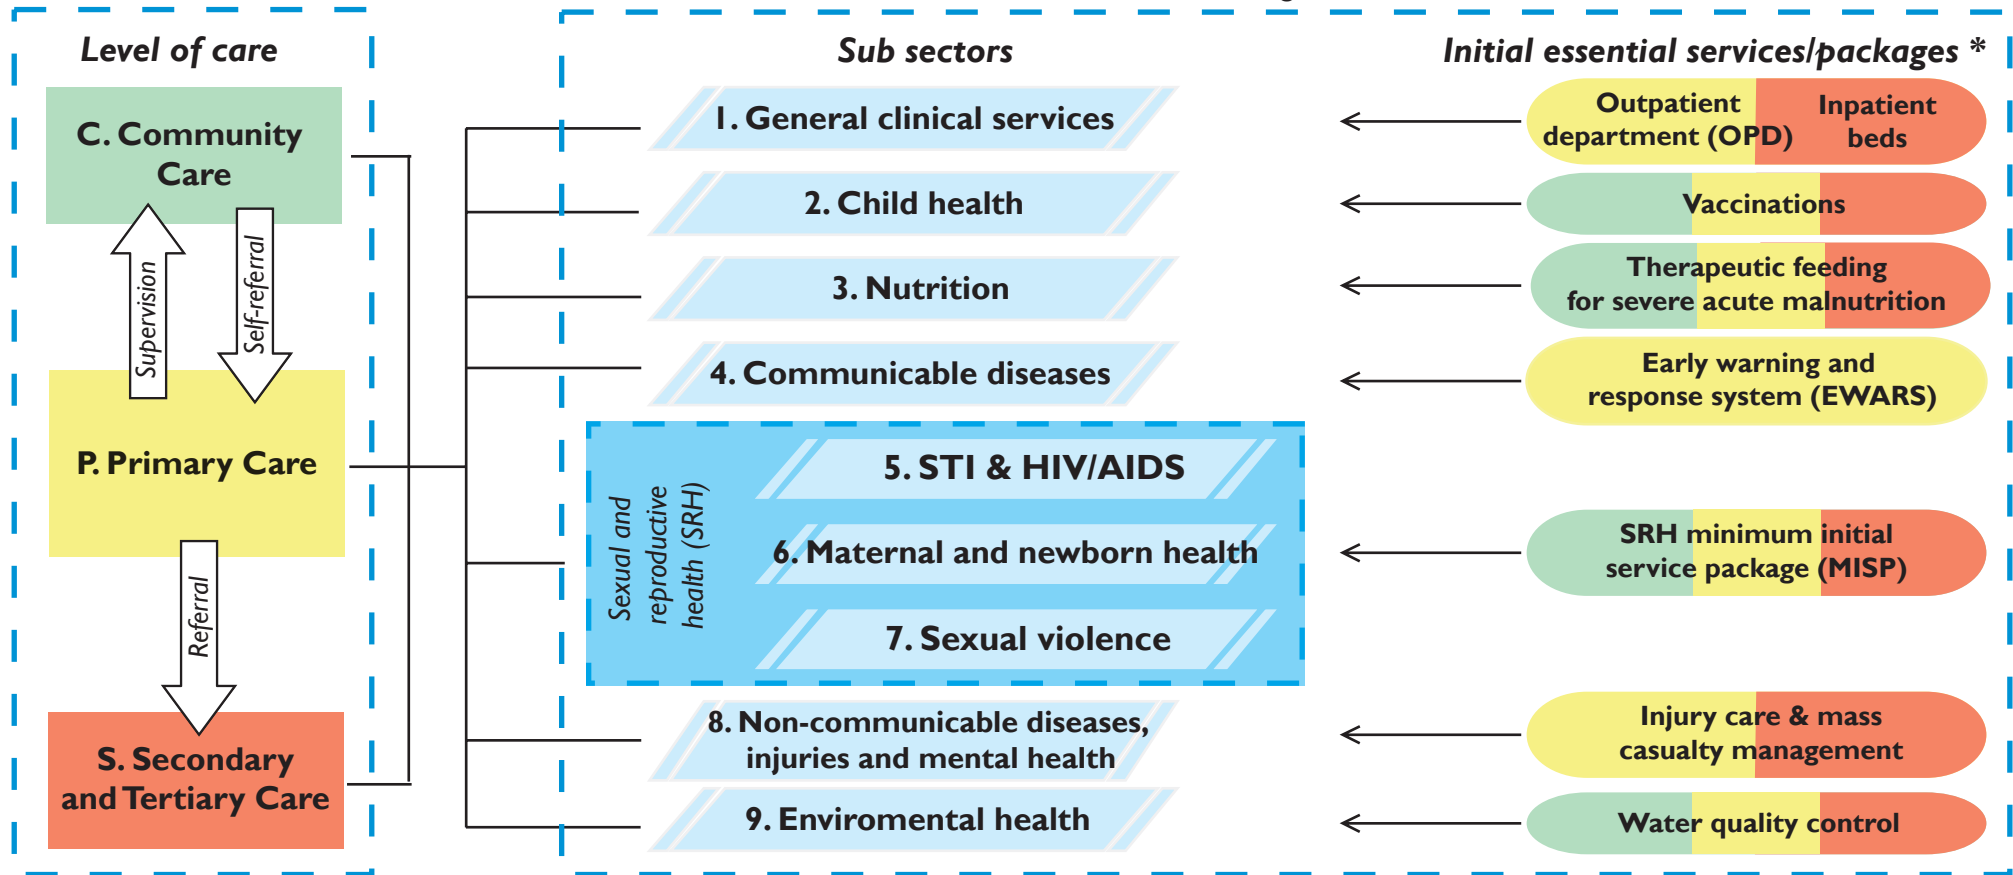 Level of care
C. Community
Care
Supervision
Self-referral
P. Primary Care
Referral
S. Secondary
and Tertiary Care
Sub sectors
1. General clinical services
2. Child health
3. Nutrition
4. Communicable diseases
Sexual and
reproductive
health (SRH)
5. STI & HIV/AIDS
6. Maternal and newborn health
7. Sexual violence
8. Non-communicable diseases,
injuries and mental health
9. Enviromental health
Initial essential services/packages *
Outpatient
department (OPD)
Inpatient
beds
Vaccinations
Therapeutic feeding
for severe acute malnutrition
Early warning and
response system (EWARS)
SRH minimum initial
service package (MISP)
Injury care & mass
casualty management
Water quality control